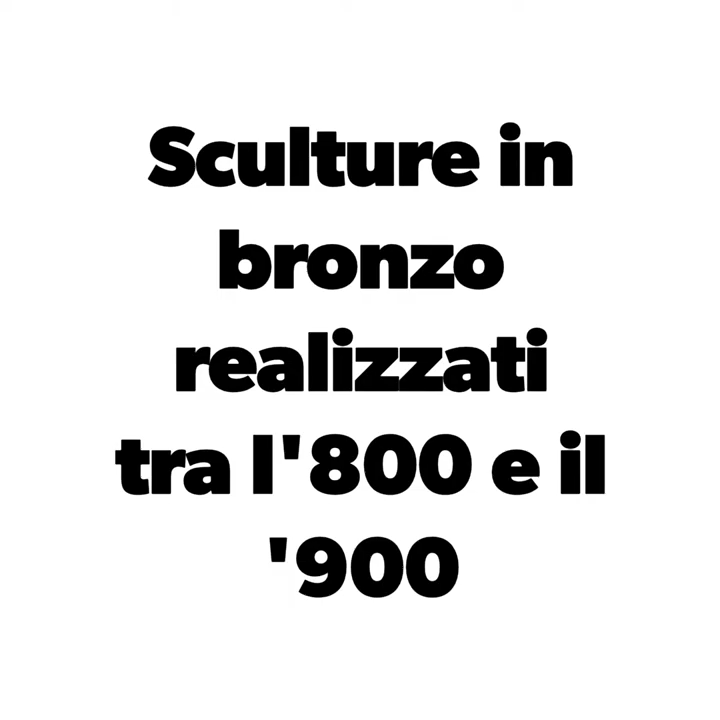 Sculture in
bronzo
realizzati
tra l'800 e il
'900